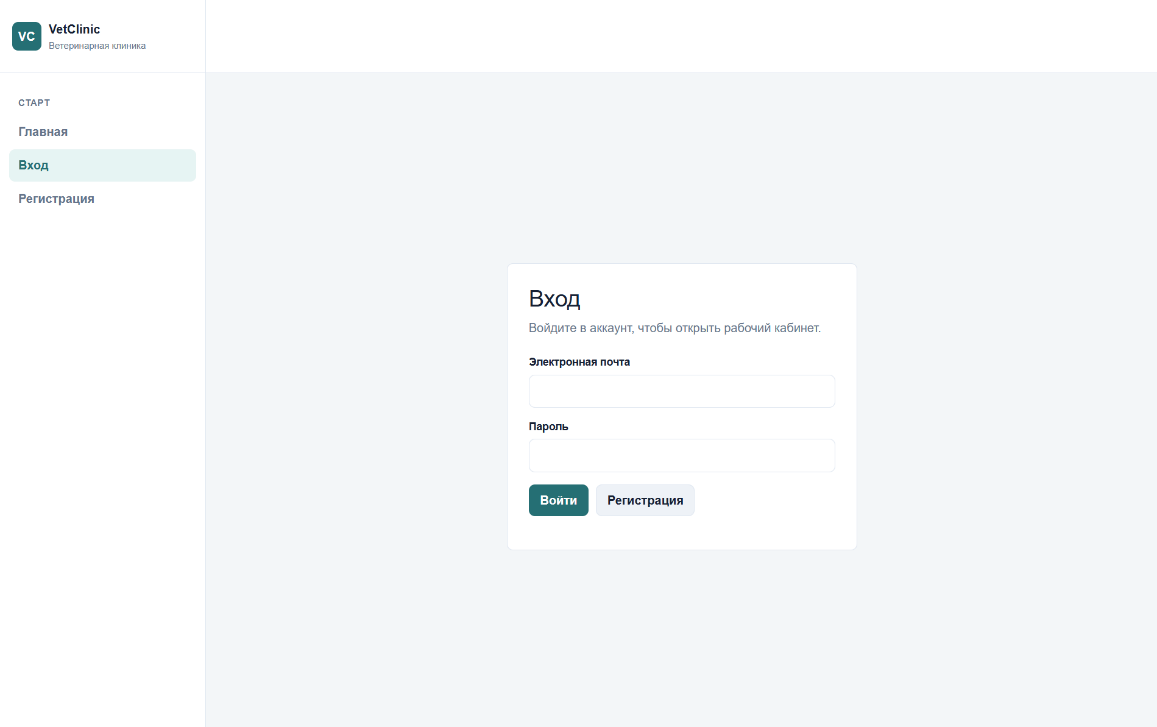 VC
VetClinic
Ветеринарная клиника
СТАРТ
Главная
Вход
Регистрация
Вход
Войдите в аккаунт, чтобы открыть рабочий кабинет.
Электронная почта
Пароль
Войти
Регистрация